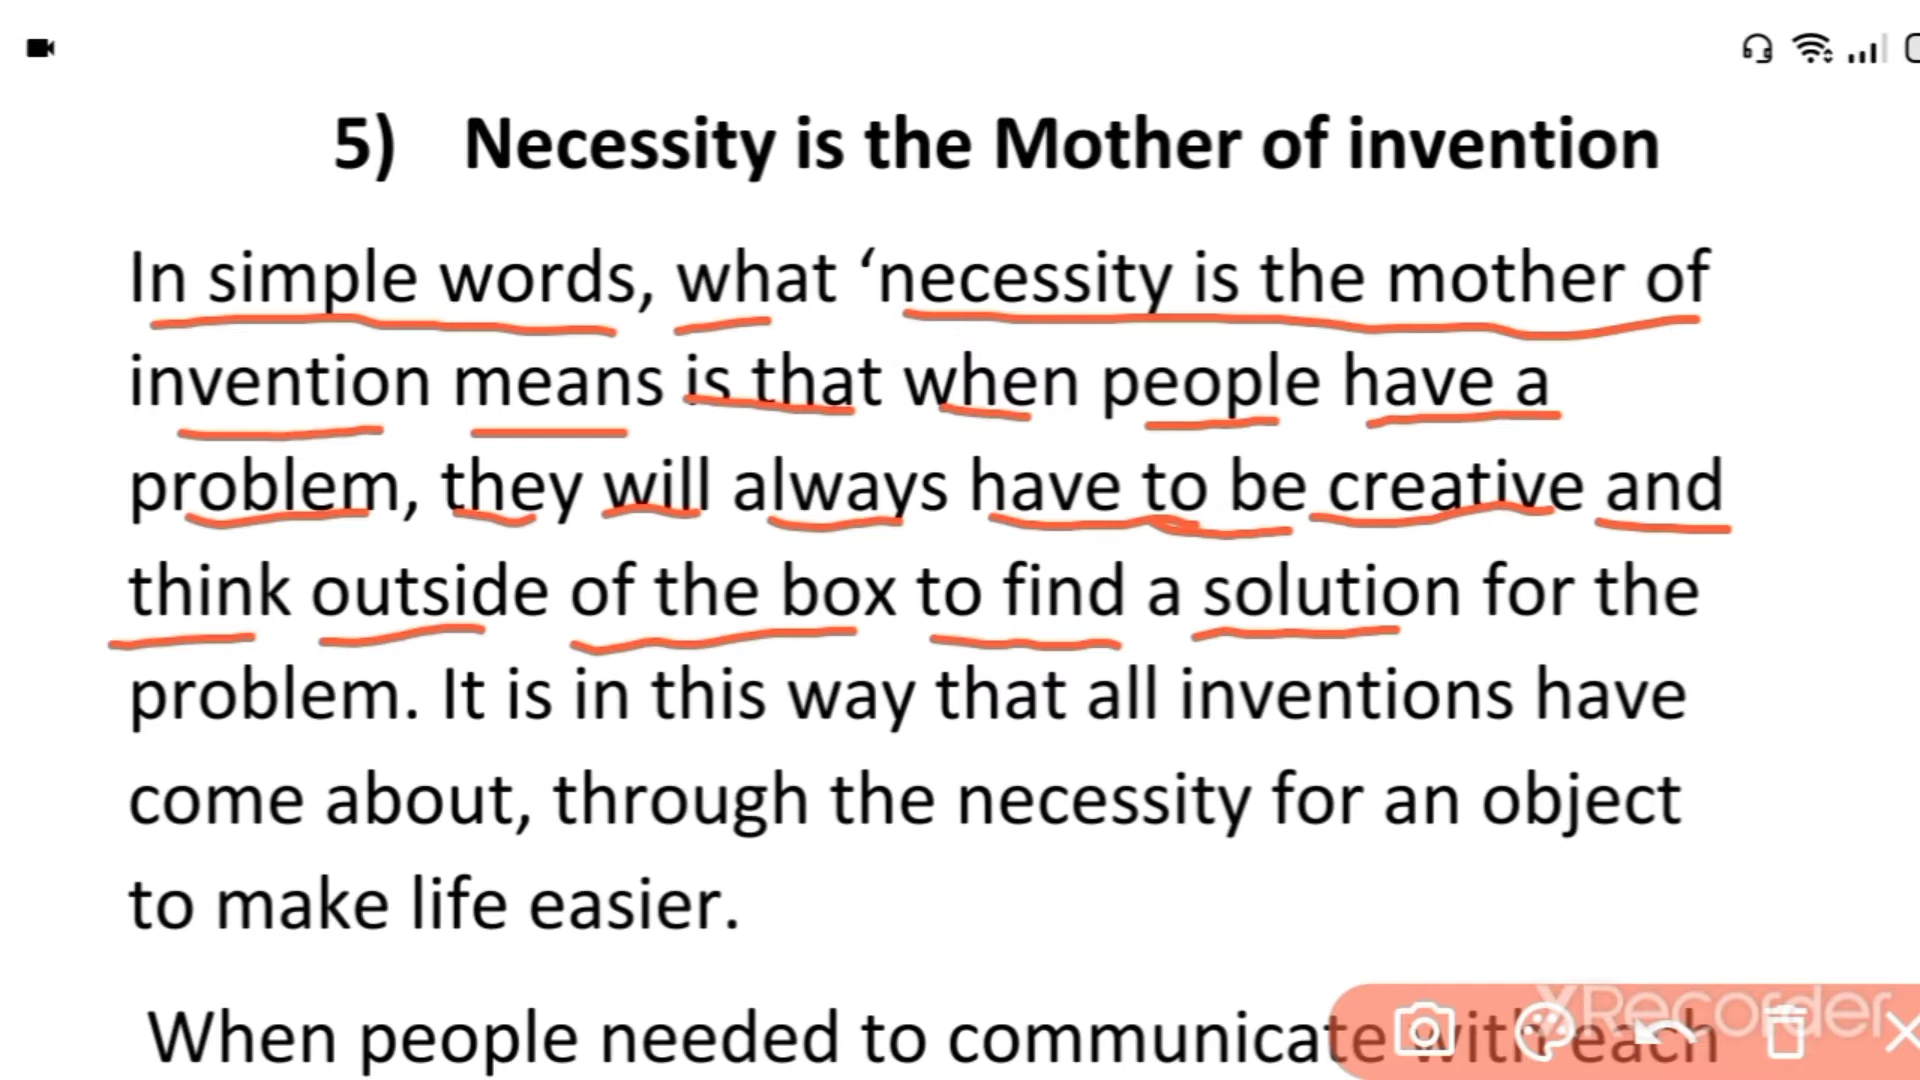 5) Necessity is the Mother of invention
In simple words, what ‘necessity is the mother of
invention means is that when people have a
problem, they will always have to be creative and
think outside of the box to find a solution for the
problem. It is in this way that all inventions have
come about, through the necessity for an object
to make life easier.
When people needed to communicate with each
XRecorder